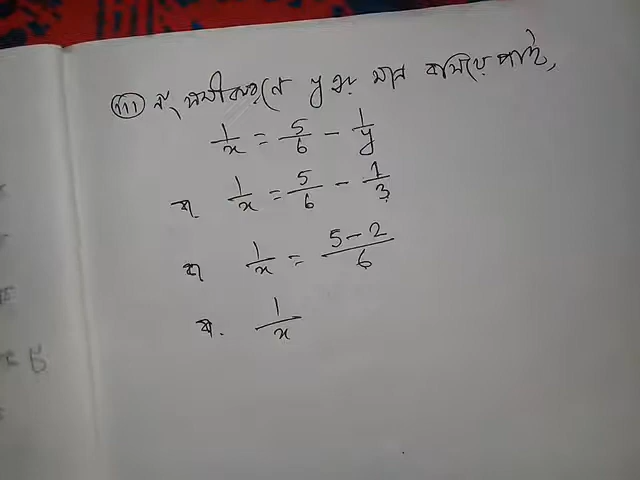 (iii) নং সমীকরণে y এর মান বসিয়ে পাই,
1/x = 5/6 - 1/y
বা, 1/x = 5/6 - 1/3
বা, 1/x = (5-2)/6
বা, 1/x